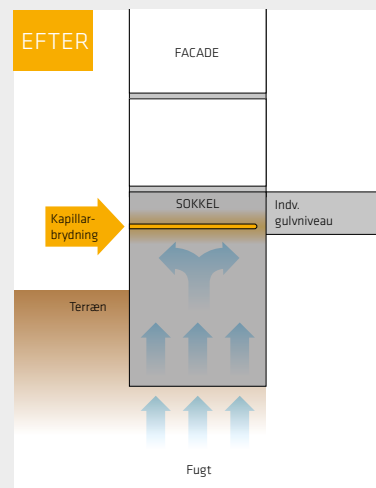 EFTER
FACADE
SOKKEL
Kapillar-
brydning
Indv.
gulvniveau
Terræn
Fugt